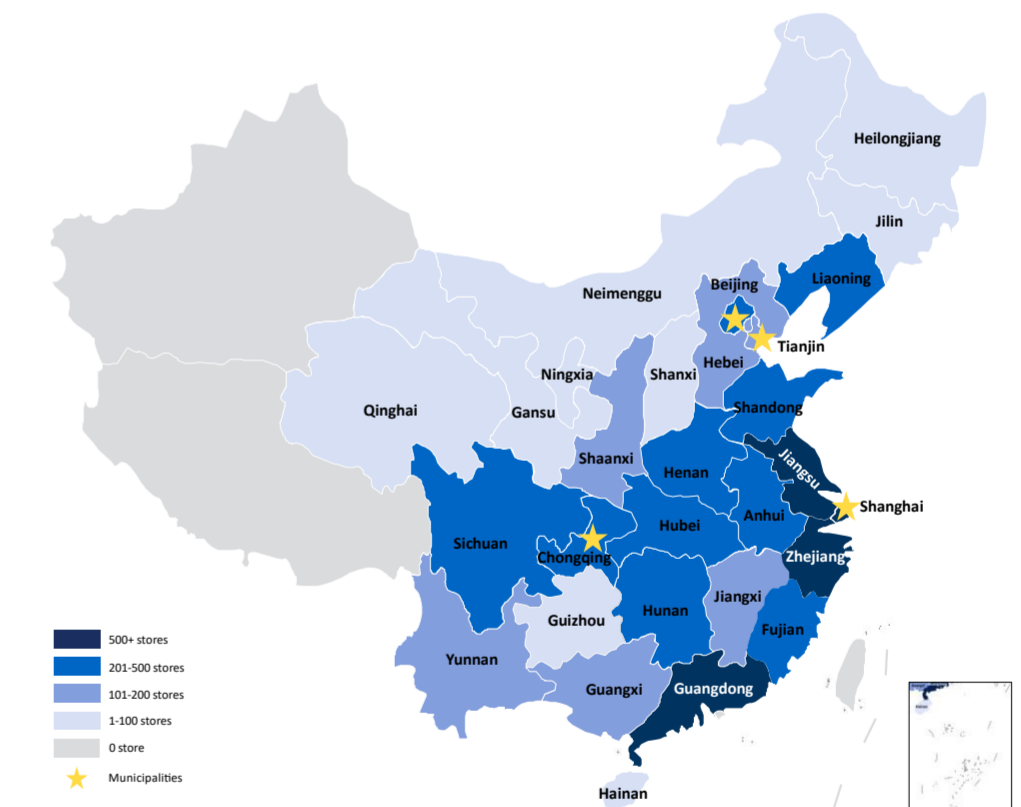 Heilongjiang
Jilin
Liaoning
Beijing
Neimenggu
Tianjin
Hebei
Ningxia
Shanxi
Qinghai
Gansu
Shandong
Shaanxi
Henan
Jiangsu
Shanghai
Anhui
Hubei
Sichuan
Chongqing
Zhejiang
Jiangxi
Hunan
Guizhou
Fujian
Yunnan
Guangxi
Guangdong
Hainan
500+ stores
201-500 stores
101-200 stores
1-100 stores
0 store
Municipalities